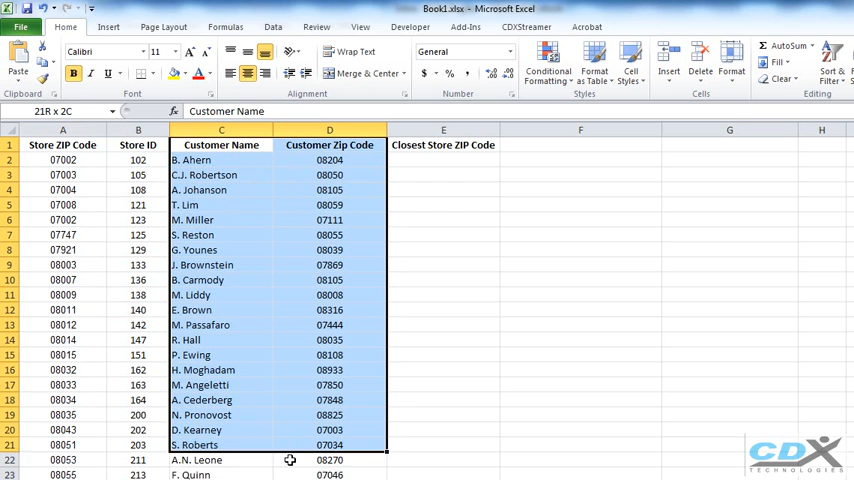 Book1.xlsx - Microsoft Excel
File Home Insert Page Layout Formulas Data Review View Developer Add-Ins CDXStreamer Acrobat
Calibri 11 A A Wrap Text General AutoSum
Fill
Paste B I U A Merge & Center $ % , Conditional Formatting Format as Table Cell Styles Insert Delete Format Clear Sort & Filter
Clipboard Font Alignment Number Styles Cells Editing
21R x 2C fx Customer Name
A B C D E F G H
1 Store ZIP Code Store ID Customer Name Customer Zip Code Closest Store ZIP Code
2 07002 102 B. Ahern 08204
3 07003 105 C.J. Robertson 08050
4 07004 108 A. Johanson 08105
5 07008 121 T. Lim 08059
6 07002 123 M. Miller 07111
7 07747 125 S. Reston 08055
8 07921 129 G. Younes 08039
9 08003 133 J. Brownstein 07869
10 08007 136 B. Carmody 08105
11 08009 138 M. Liddy 08008
12 08011 140 E. Brown 08316
13 08012 142 M. Passafaro 07444
14 08014 147 R. Hall 08035
15 08015 151 P. Ewing 08108
16 08032 162 H. Moghadam 08933
17 08033 163 M. Angeletti 07850
18 08034 164 A. Cederberg 07848
19 08035 200 N. Pronovost 08825
20 08043 202 D. Kearney 07003
21 08051 203 S. Roberts 07034
22 08053 211 A.N. Leone 08270
23 08055 213 F. Quinn 07046
CDX
TECHNOLOGIES